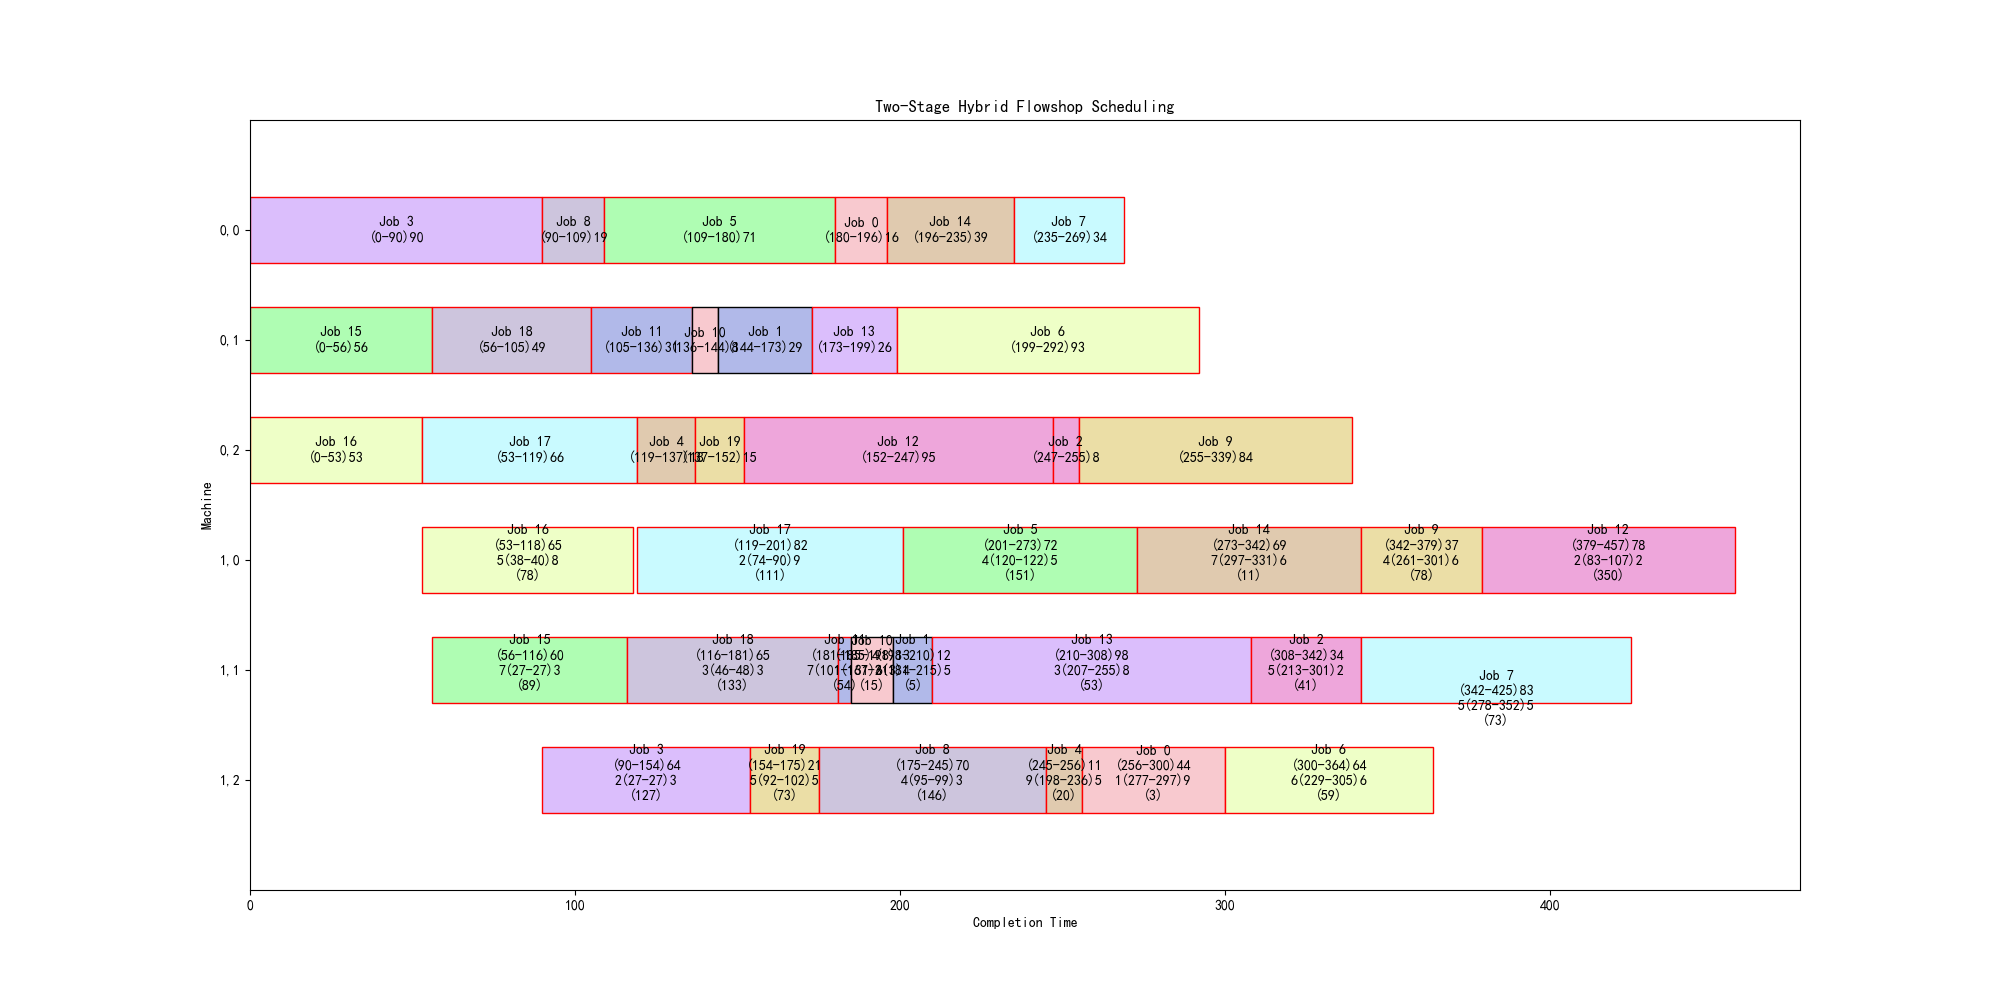 Two-Stage Hybrid Flowshop Scheduling
0,0
Job 3
(0-90)90
Job 8
(90-109)19
Job 5
(109-180)71
Job 0
(180-196)16
Job 14
(196-235)39
Job 7
(235-269)34
0,1
Job 15
(0-56)56
Job 18
(56-105)49
Job 11
(105-136)31
Job 10
(136-144)8
Job 1
(144-173)29
Job 13
(173-199)26
Job 6
(199-292)93
0,2
Job 16
(0-53)53
Job 17
(53-119)66
Job 4
(119-137)18
Job 19
(137-152)15
Job 12
(152-247)95
Job 2
(247-255)8
Job 9
(255-339)84
Machine
1,0
Job 16
(53-118)65
5(38-40)8
(78)
Job 17
(119-201)82
2(74-90)9
(111)
Job 5
(201-273)72
4(120-122)5
(151)
Job 14
(273-342)69
7(297-331)6
(11)
Job 9
(342-379)37
4(261-301)6
(78)
Job 12
(379-457)78
2(83-107)2
(350)
1,1
Job 15
(56-116)60
7(27-27)3
(89)
Job 18
(116-181)65
3(46-48)3
(133)
Job 11
(54)
Job 10
(15)
Job 1
(198-210)12
(5)
Job 13
(210-308)98
3(207-255)8
(53)
Job 2
(308-342)34
5(213-301)2
(41)
Job 7
(342-425)83
5(278-352)5
(73)
1,2
Job 3
(90-154)64
2(27-27)3
(127)
Job 19
(154-175)21
5(92-102)5
(73)
Job 8
(175-245)70
4(95-99)3
(146)
Job 4
(245-256)11
9(198-236)5
(20)
Job 0
(256-300)44
1(277-297)9
(3)
Job 6
(300-364)64
6(229-305)6
(59)
0
100
200
300
400
Completion Time